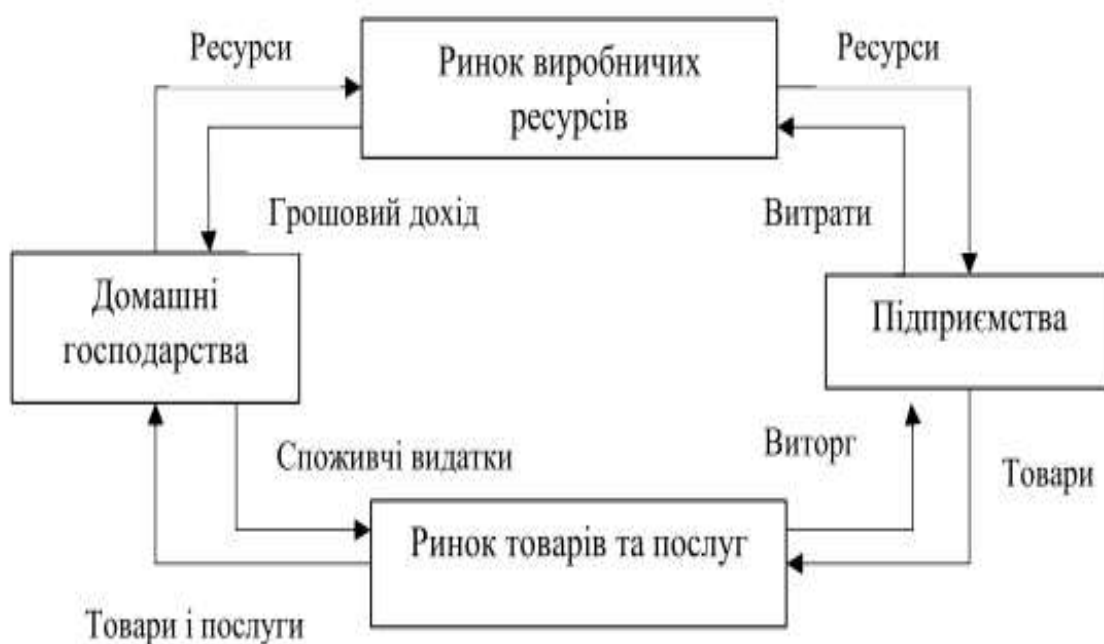 Ресурси
Ринок виробничих
ресурсів
Ресурси
Грошовий дохід
Витрати
Домашні
господарства
Підприємства
Споживчі видатки
Виторг
Товари
Ринок товарів та послуг
Товари і послуги